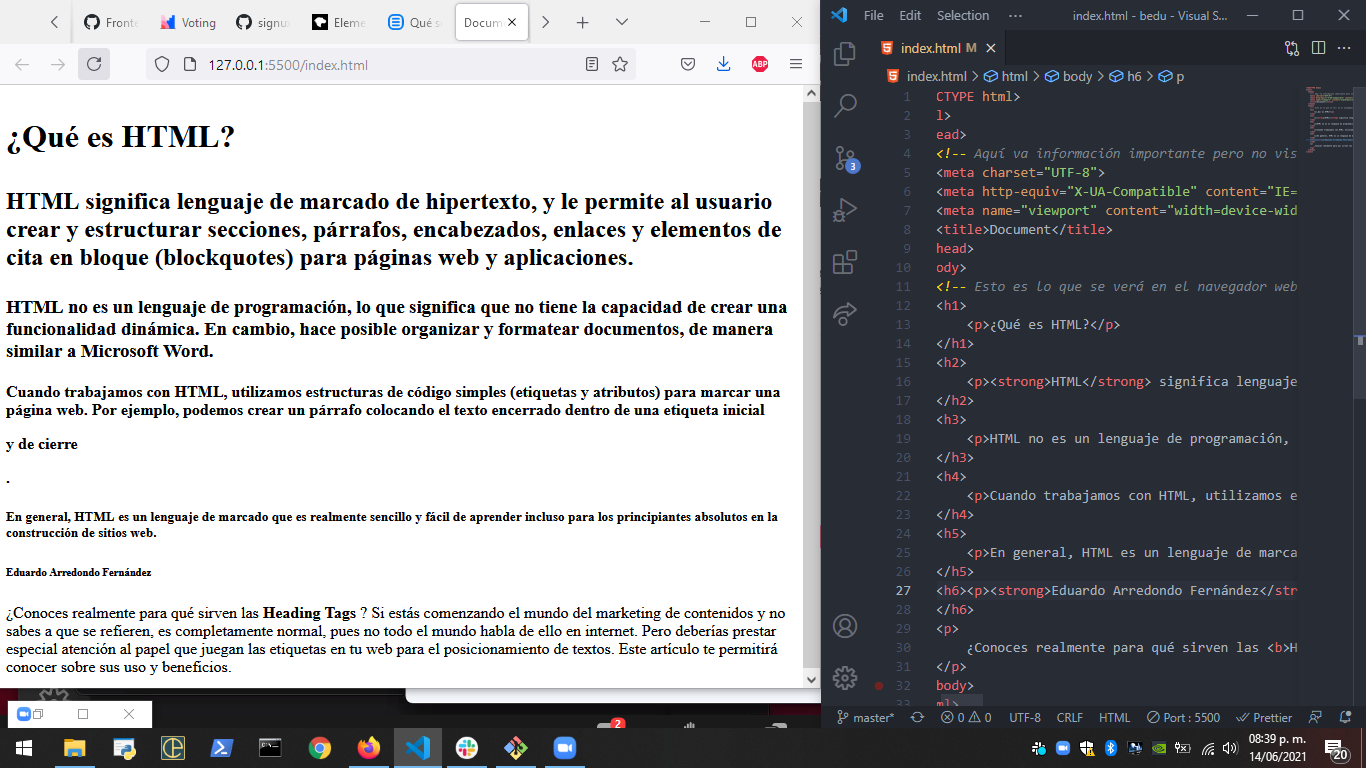 Fronte
Voting
signu
Eleme
Qué s
Docum
127.0.0.1:5500/index.html
ABP
¿Qué es HTML?
HTML significa lenguaje de marcado de hipertexto, y le permite al usuario
crear y estructurar secciones, párrafos, encabezados, enlaces y elementos de
cita en bloque (blockquotes) para páginas web y aplicaciones.
HTML no es un lenguaje de programación, lo que significa que no tiene la capacidad de crear una
funcionalidad dinámica. En cambio, hace posible organizar y formatear documentos, de manera
similar a Microsoft Word.
Cuando trabajamos con HTML, utilizamos estructuras de código simples (etiquetas y atributos) para marcar una
página web. Por ejemplo, podemos crear un párrafo colocando el texto encerrado dentro de una etiqueta inicial
y de cierre
.
En general, HTML es un lenguaje de marcado que es realmente sencillo y fácil de aprender incluso para los principiantes absolutos en la
construcción de sitios web.
Eduardo Arredondo Fernández
¿Conoces realmente para qué sirven las Heading Tags ? Si estás comenzando el mundo del marketing de contenidos y no
sabes a que se refieren, es completamente normal, pues no todo el mundo habla de ello en internet. Pero deberías prestar
especial atención al papel que juegan las etiquetas en tu web para el posicionamiento de textos. Este artículo te permitirá
conocer sobre sus uso y beneficios.
2
File Edit Selection ··· index.html - bedu - Visual S...
index.html M
index.html > html > body > h6 > p
1 CTYPE html>
2 l>
3 ead>
4 <!-- Aquí va información importante pero no vis
5 <meta charset="UTF-8">
6 <meta http-equiv="X-UA-Compatible" content="IE=
7 <meta name="viewport" content="width=device-wid
8 <title>Document</title>
9 head>
10 ody>
11 <!-- Esto es lo que se verá en el navegador web
12 <h1>
13 <p>¿Qué es HTML?</p>
14 </h1>
15 <h2>
16 <p><strong>HTML</strong> significa lenguaje
17 </h2>
18 <h3>
19 <p>HTML no es un lenguaje de programación,
20 </h3>
21 <h4>
22 <p>Cuando trabajamos con HTML, utilizamos e
23 </h4>
24 <h5>
25 <p>En general, HTML es un lenguaje de marca
26 </h5>
27 <h6><p><strong>Eduardo Arredondo Fernández</str
28 </h6>
29 <p>
30 ¿Conoces realmente para qué sirven las <b>H
31 </p>
32 body>
33 ml>
3
master* 0 0 UTF-8 CRLF HTML Port : 5500 Prettier
08:39 p. m.
14/06/2021
20